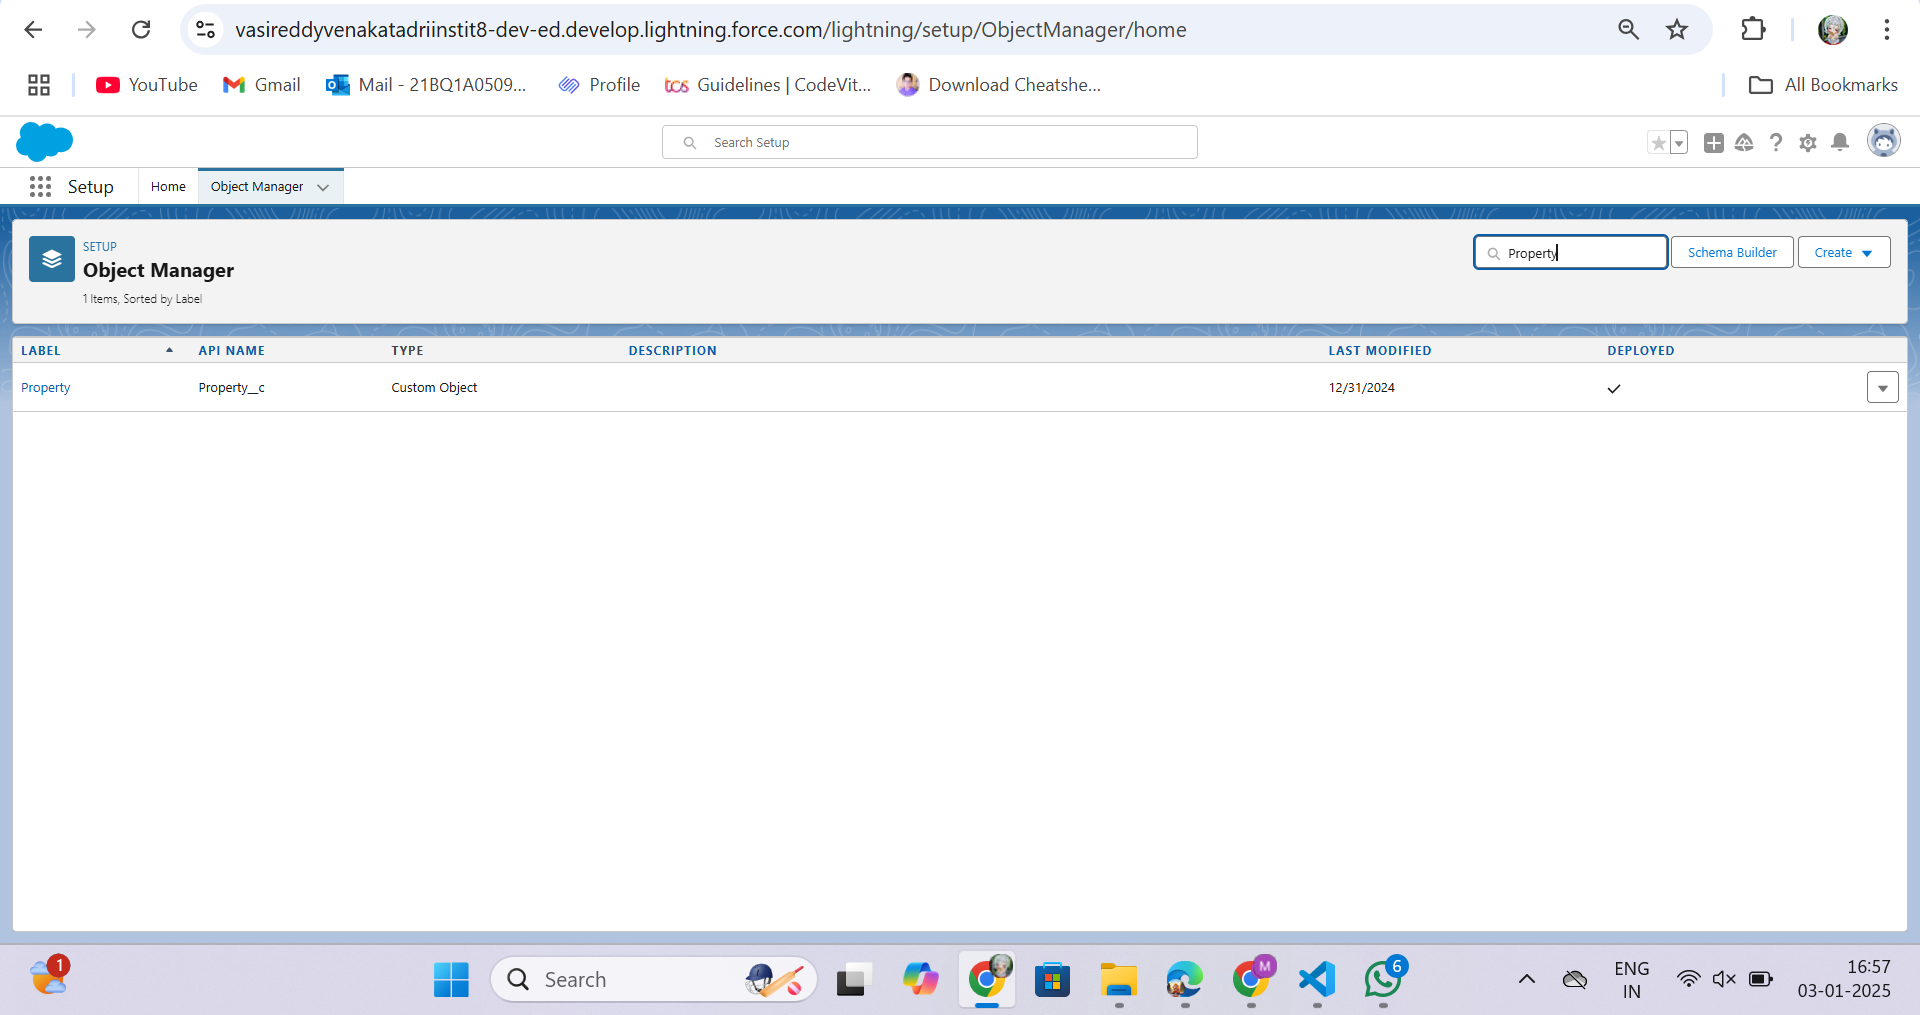 vasireddyvenakatadriinstit8-dev-ed.develop.lightning.force.com/lightning/setup/ObjectManager/home
YouTube Gmail Mail - 21BQ1A0509... Profile tcs Guidelines | CodeVit... Download Cheatshe... All Bookmarks
Search Setup
Setup Home Object Manager
SETUP
Object Manager
1 Items, Sorted by Label
Property Schema Builder Create
LABEL API NAME TYPE DESCRIPTION LAST MODIFIED DEPLOYED
Property Property__c Custom Object 12/31/2024
1
Search
M
6
ENG
IN
16:57
03-01-2025